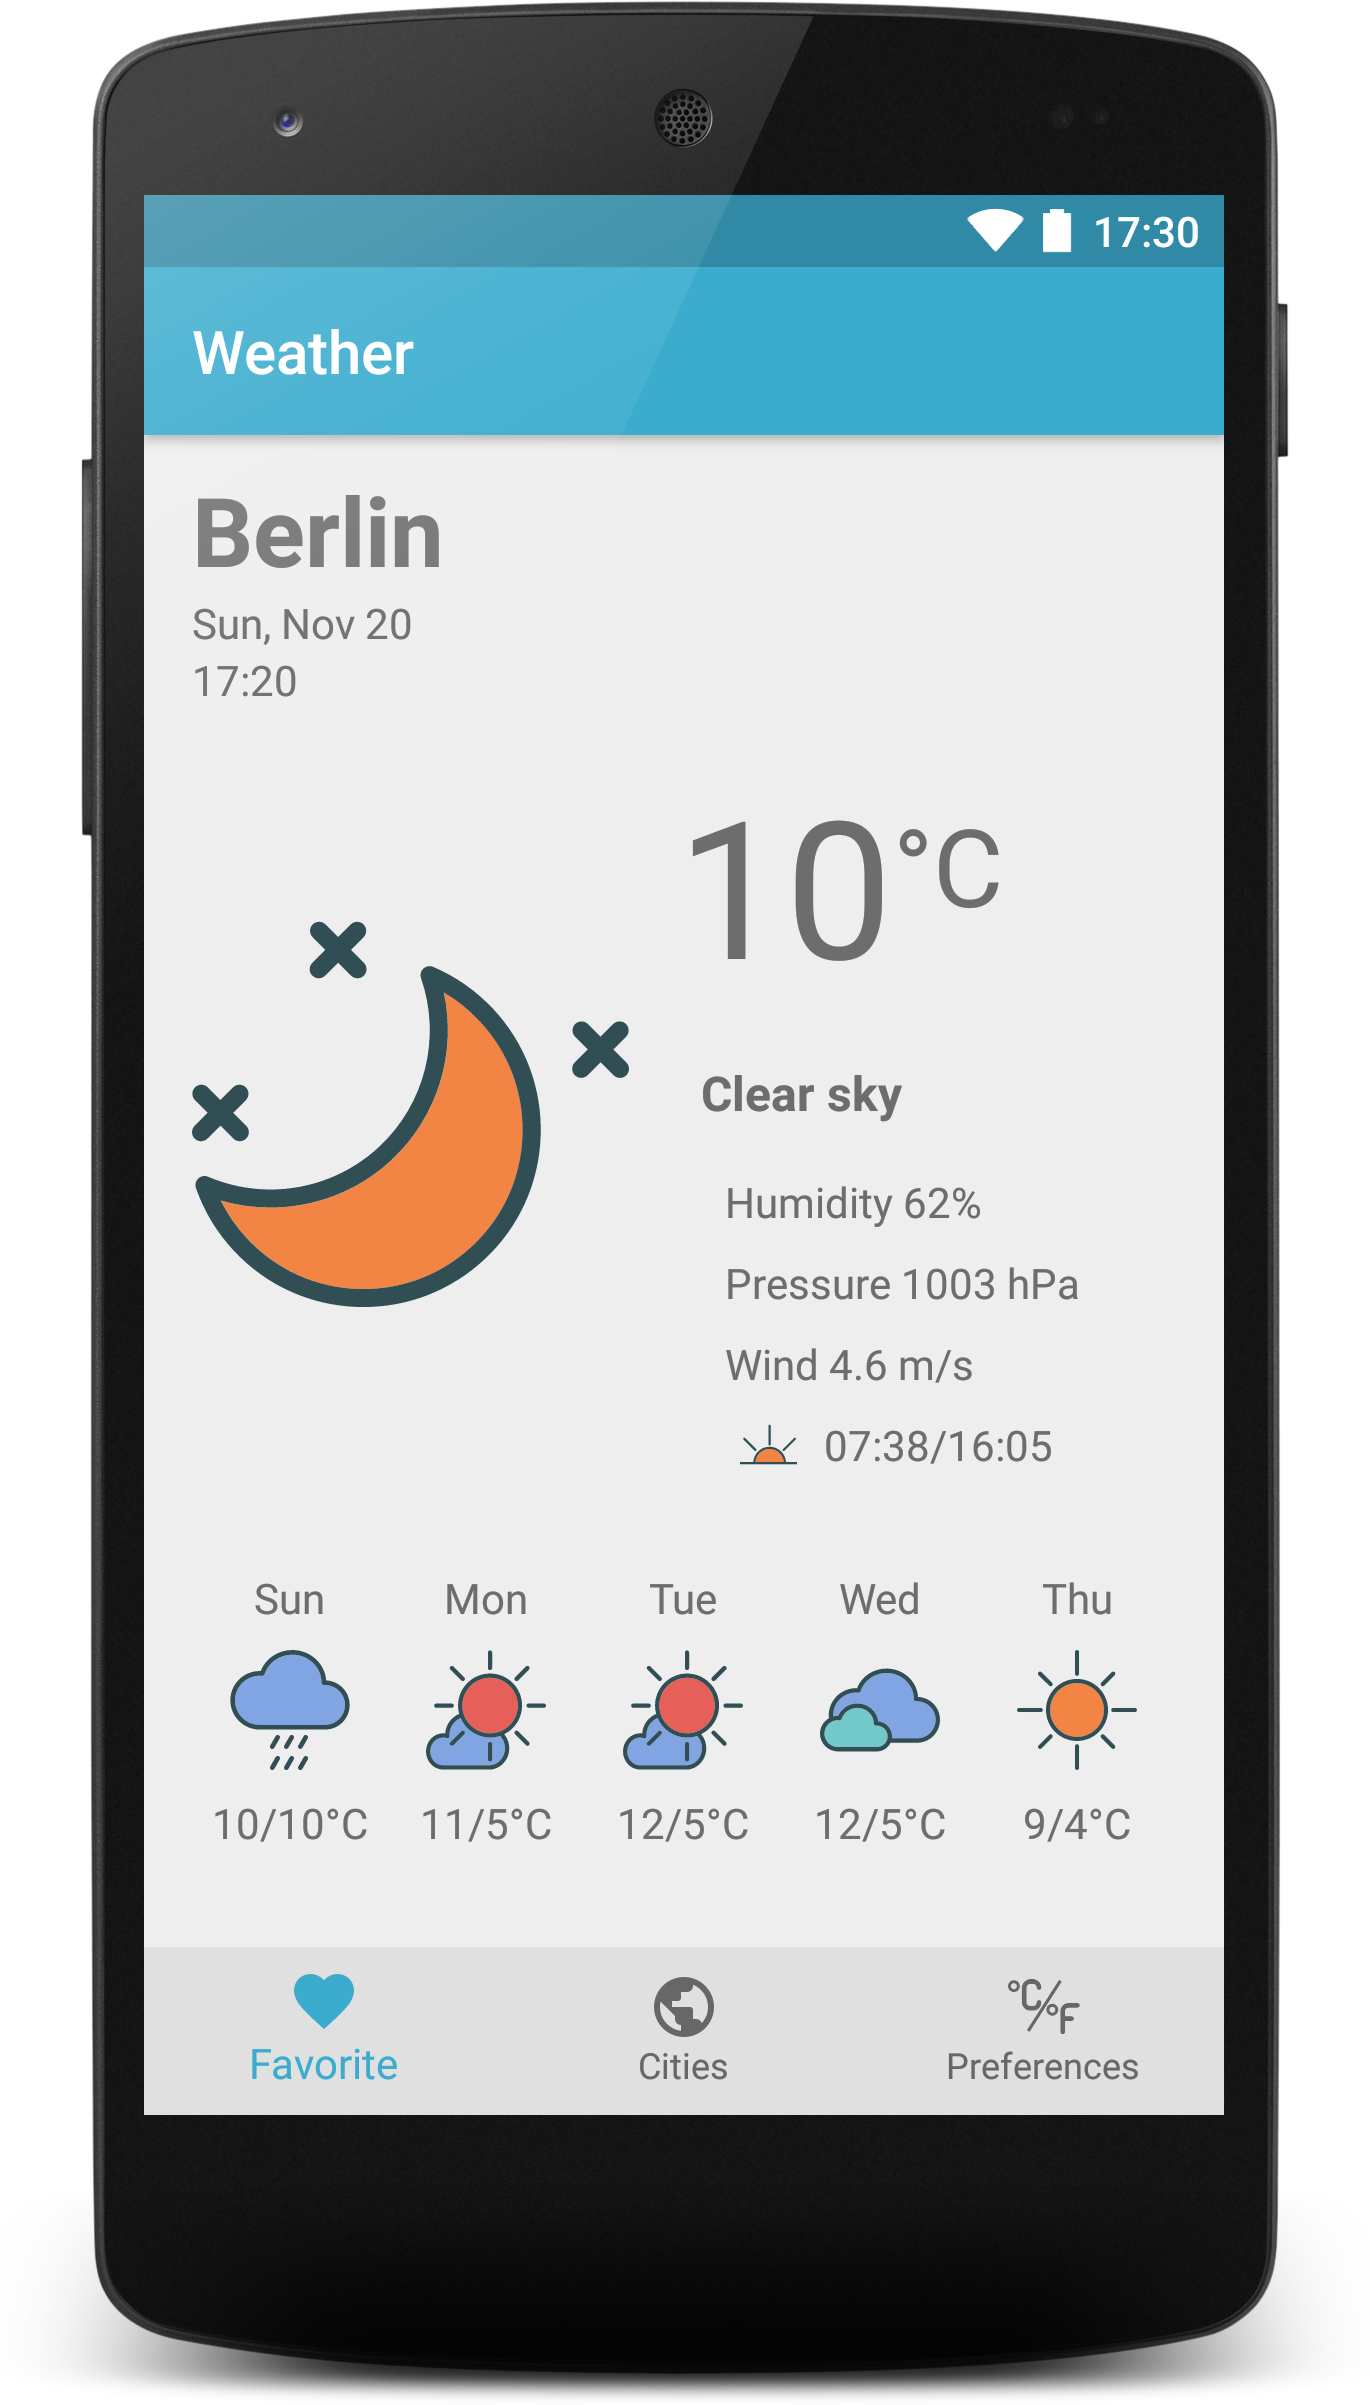 17:30
Weather
Berlin
Sun, Nov 20
17:20
10°C
Clear sky
Humidity 62%
Pressure 1003 hPa
Wind 4.6 m/s
07:38/16:05
Sun Mon Tue Wed Thu
10/10°C 11/5°C 12/5°C 12/5°C 9/4°C
°C/°F
Favorite Cities Preferences